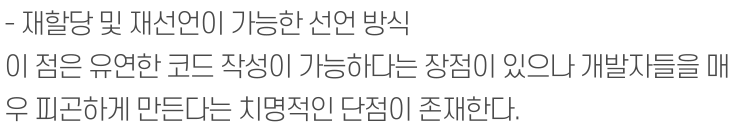 - 재할당 및 재선언이 가능한 선언 방식
이 점은 유연한 코드 작성이 가능하다는 장점이 있으나 개발자들을 매
우 피곤하게 만든다는 치명적인 단점이 존재한다.